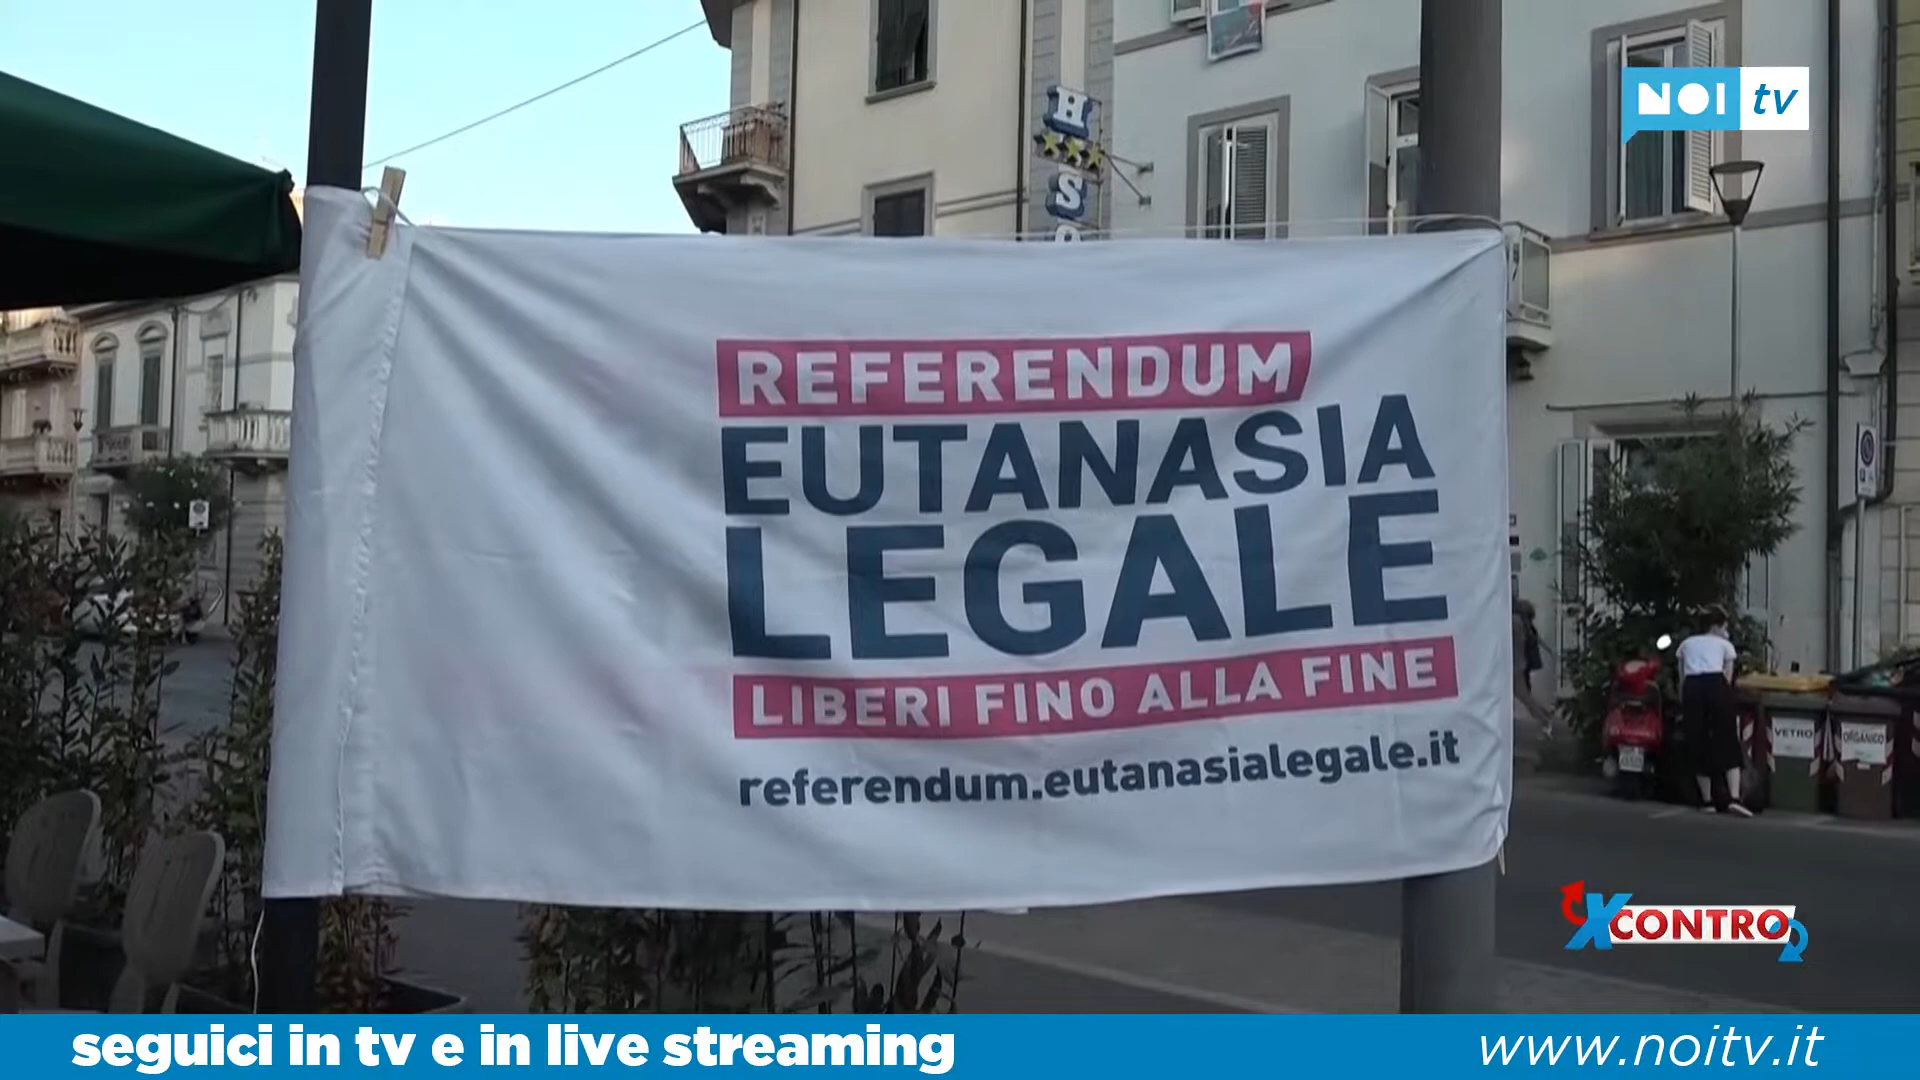 NOI tv
H
★★★
S
REFERENDUM
EUTANASIA
LEGALE
LIBERI FINO ALLA FINE
referendum.eutanasialegale.it
VETRO
ORGANICO
XCONTRO
seguici in tv e in live streaming
www.noitv.it